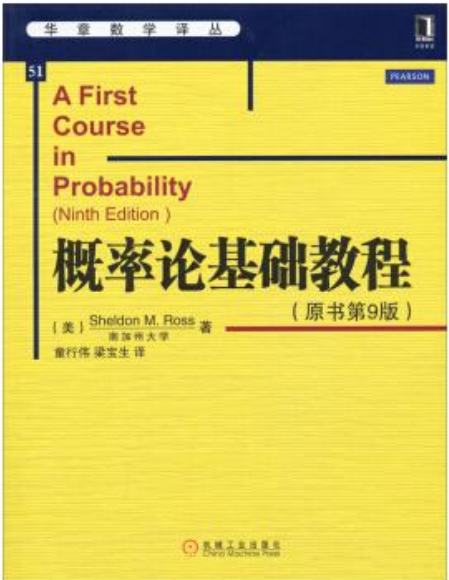 华章数学译丛
51
PEARSON
A First
Course
in
Probability
(Ninth Edition )
概率论基础教程
(原书第9版)
(美) Sheldon M. Ross 著
南加州大学
童行伟 梁宝生 译
机械工业出版社
China Machine Press